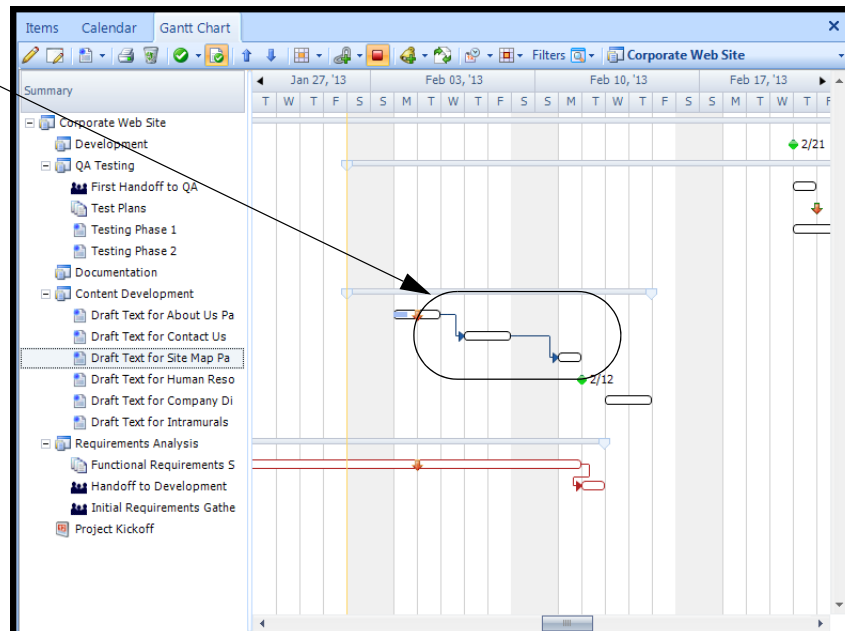 Items Calendar Gantt Chart
Filters Corporate Web Site
Summary
Jan 27, '13 Feb 03, '13 Feb 10, '13 Feb 17, '13
T W T F S S M T W T F S S M T W T F S S M T W T F
Corporate Web Site
Development
2/21
QA Testing
First Handoff to QA
Test Plans
Testing Phase 1
Testing Phase 2
Documentation
Content Development
Draft Text for About Us Pa
Draft Text for Contact Us
Draft Text for Site Map Pa
Draft Text for Human Reso
2/12
Draft Text for Company Di
Draft Text for Intramurals
Requirements Analysis
Functional Requirements S
Handoff to Development
Initial Requirements Gathe
Project Kickoff